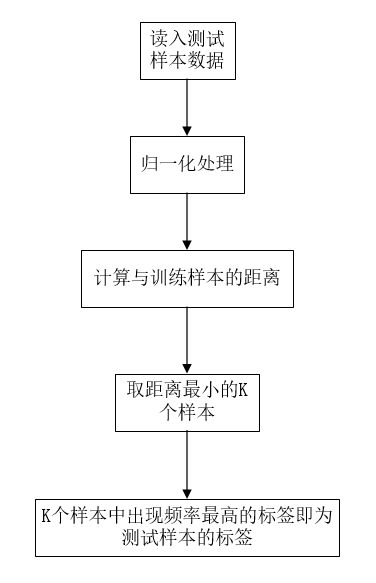 读入测试
样本数据
归一化处理
计算与训练样本的距离
取距离最小的K
个样本
K个样本中出现频率最高的标签即为
测试样本的标签